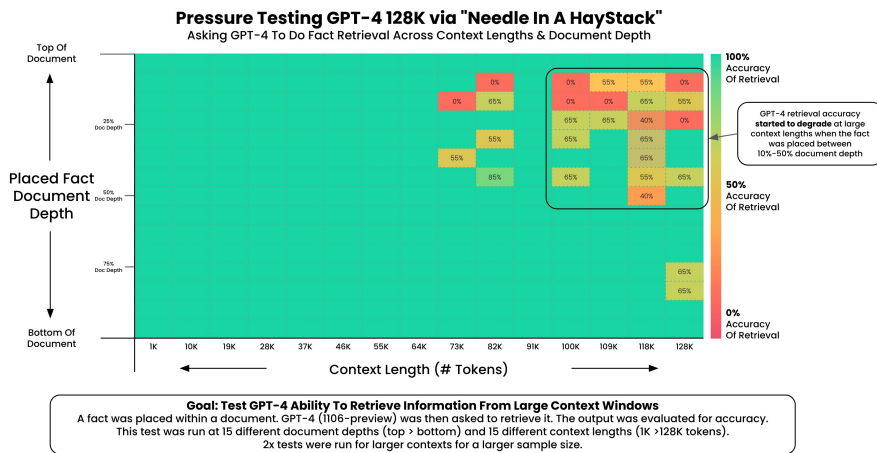 Pressure Testing GPT-4 128K via "Needle In A HayStack"
Asking GPT-4 To Do Fact Retrieval Across Context Lengths & Document Depth
Top Of
Document
100%
Accuracy
Of Retrieval
0%
0%
55%
55%
0%
0%
65%
0%
0%
65%
55%
25%
Doc Depth
65%
65%
40%
0%
GPT-4 retrieval accuracy
started to degrade at large
context lengths when the fact
was placed between
10%-50% document depth
55%
65%
65%
55%
65%
Placed Fact
Document
Depth
85%
65%
55%
65%
50%
Accuracy
Of Retrieval
50%
Doc Depth
40%
75%
Doc Depth
65%
65%
0%
Accuracy
Of Retrieval
Bottom Of
Document
1K 10K 19K 28K 37K 46K 55K 64K 73K 82K 91K 100K 109K 118K 128K
Context Length (# Tokens)
Goal: Test GPT-4 Ability To Retrieve Information From Large Context Windows
A fact was placed within a document. GPT-4 (1106-preview) was then asked to retrieve it. The output was evaluated for accuracy.
This test was run at 15 different document depths (top > bottom) and 15 different context lengths (1K >128K tokens).
2x tests were run for larger contexts for a larger sample size.